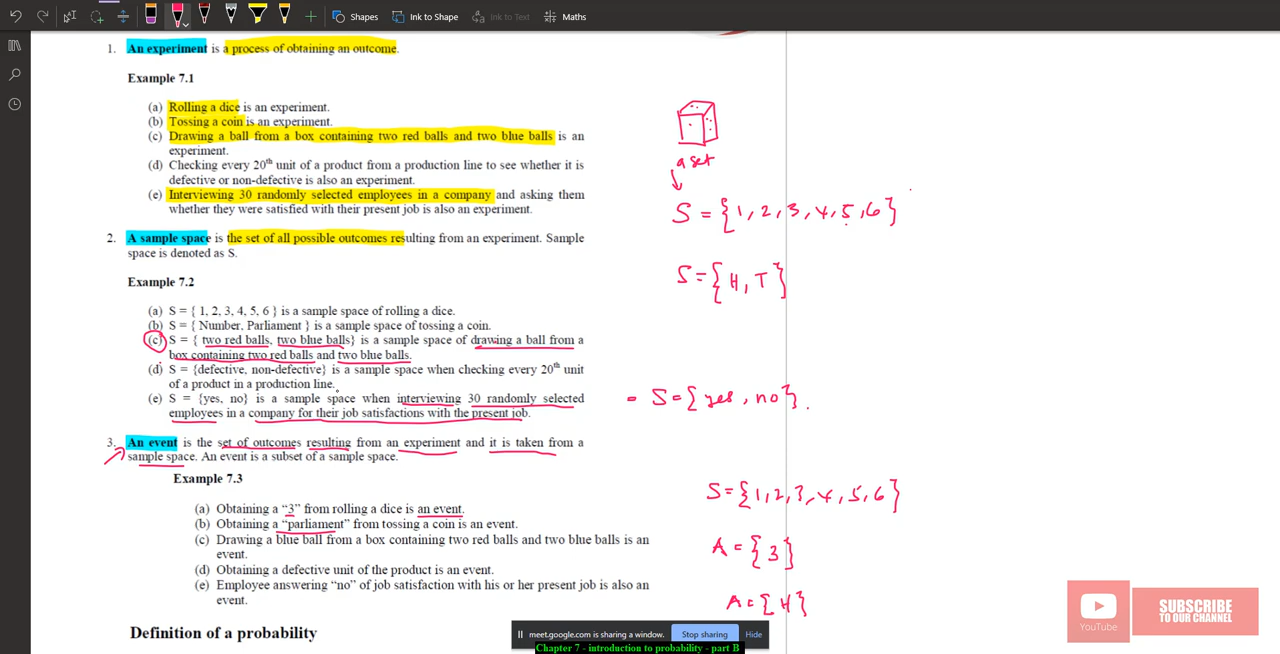 Shapes Ink to Shape Ink to Text Maths
1. An experiment is a process of obtaining an outcome.
Example 7.1
(a) Rolling a dice is an experiment.
(b) Tossing a coin is an experiment.
(c) Drawing a ball from a box containing two red balls and two blue balls is an
experiment.
(d) Checking every 20th unit of a product from a production line to see whether it is
defective or non-defective is also an experiment.
(e) Interviewing 30 randomly selected employees in a company and asking them
whether they were satisfied with their present job is also an experiment.
a set
S = {1, 2, 3, 4, 5, 6}
2. A sample space is the set of all possible outcomes resulting from an experiment. Sample
space is denoted as S.
S = {H, T}
Example 7.2
(a) S = { 1, 2, 3, 4, 5, 6 } is a sample space of rolling a dice.
(b) S = { Number, Parliament } is a sample space of tossing a coin.
(c) S = { two red balls, two blue balls} is a sample space of drawing a ball from a
box containing two red balls and two blue balls.
(d) S = {defective, non-defective} is a sample space when checking every 20th unit
of a product in a production line.
(e) S = {yes, no} is a sample space when interviewing 30 randomly selected
employees in a company for their job satisfactions with the present job.
- S = {yes, no}.
3. An event is the set of outcomes resulting from an experiment and it is taken from a
sample space. An event is a subset of a sample space.
Example 7.3
(a) Obtaining a “3” from rolling a dice is an event.
(b) Obtaining a “parliament” from tossing a coin is an event.
(c) Drawing a blue ball from a box containing two red balls and two blue balls is an
event.
(d) Obtaining a defective unit of the product is an event.
(e) Employee answering “no” of job satisfaction with his or her present job is also an
event.
S = {1, 2, 3, 4, 5, 6}
A = {3}
A = {H}
Definition of a probability
meet.google.com is sharing a window. Stop sharing Hide
Chapter 7 - introduction to probability - part B
YouTube
SUBSCRIBE
TO OUR CHANNEL